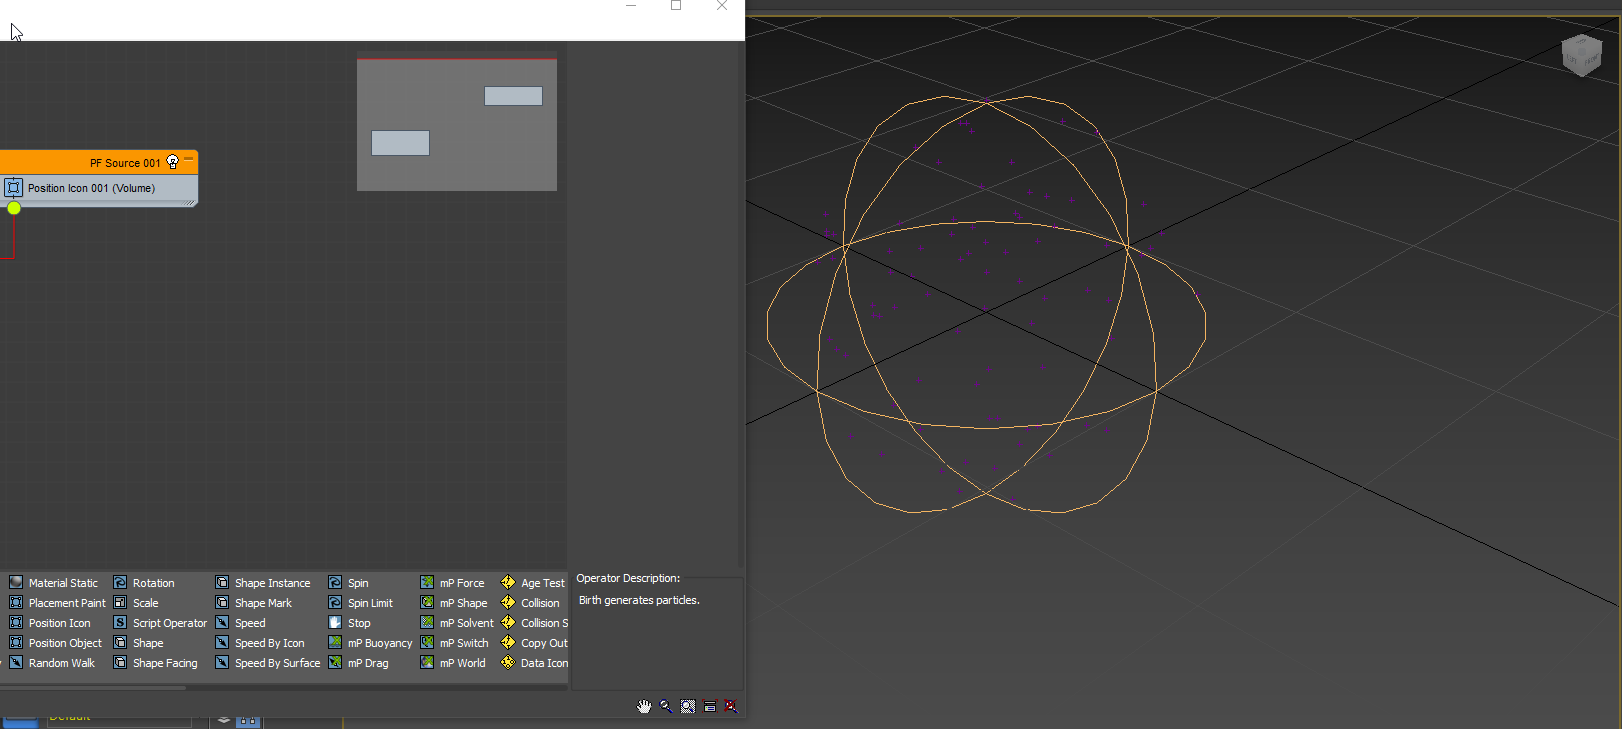 PF Source 001
Position Icon 001 (Volume)
Material Static
Rotation
Shape Instance
Spin
mP Force
Age Test
Placement Paint
Scale
Shape Mark
Spin Limit
mP Shape
Collision
Position Icon
Script Operator
Speed
Stop
mP Solvent
Collision S
Position Object
Shape
Speed By Icon
mP Buoyancy
mP Switch
Copy Out
Random Walk
Shape Facing
Speed By Surface
mP Drag
mP World
Data Icon
Operator Description:
Birth generates particles.
Default